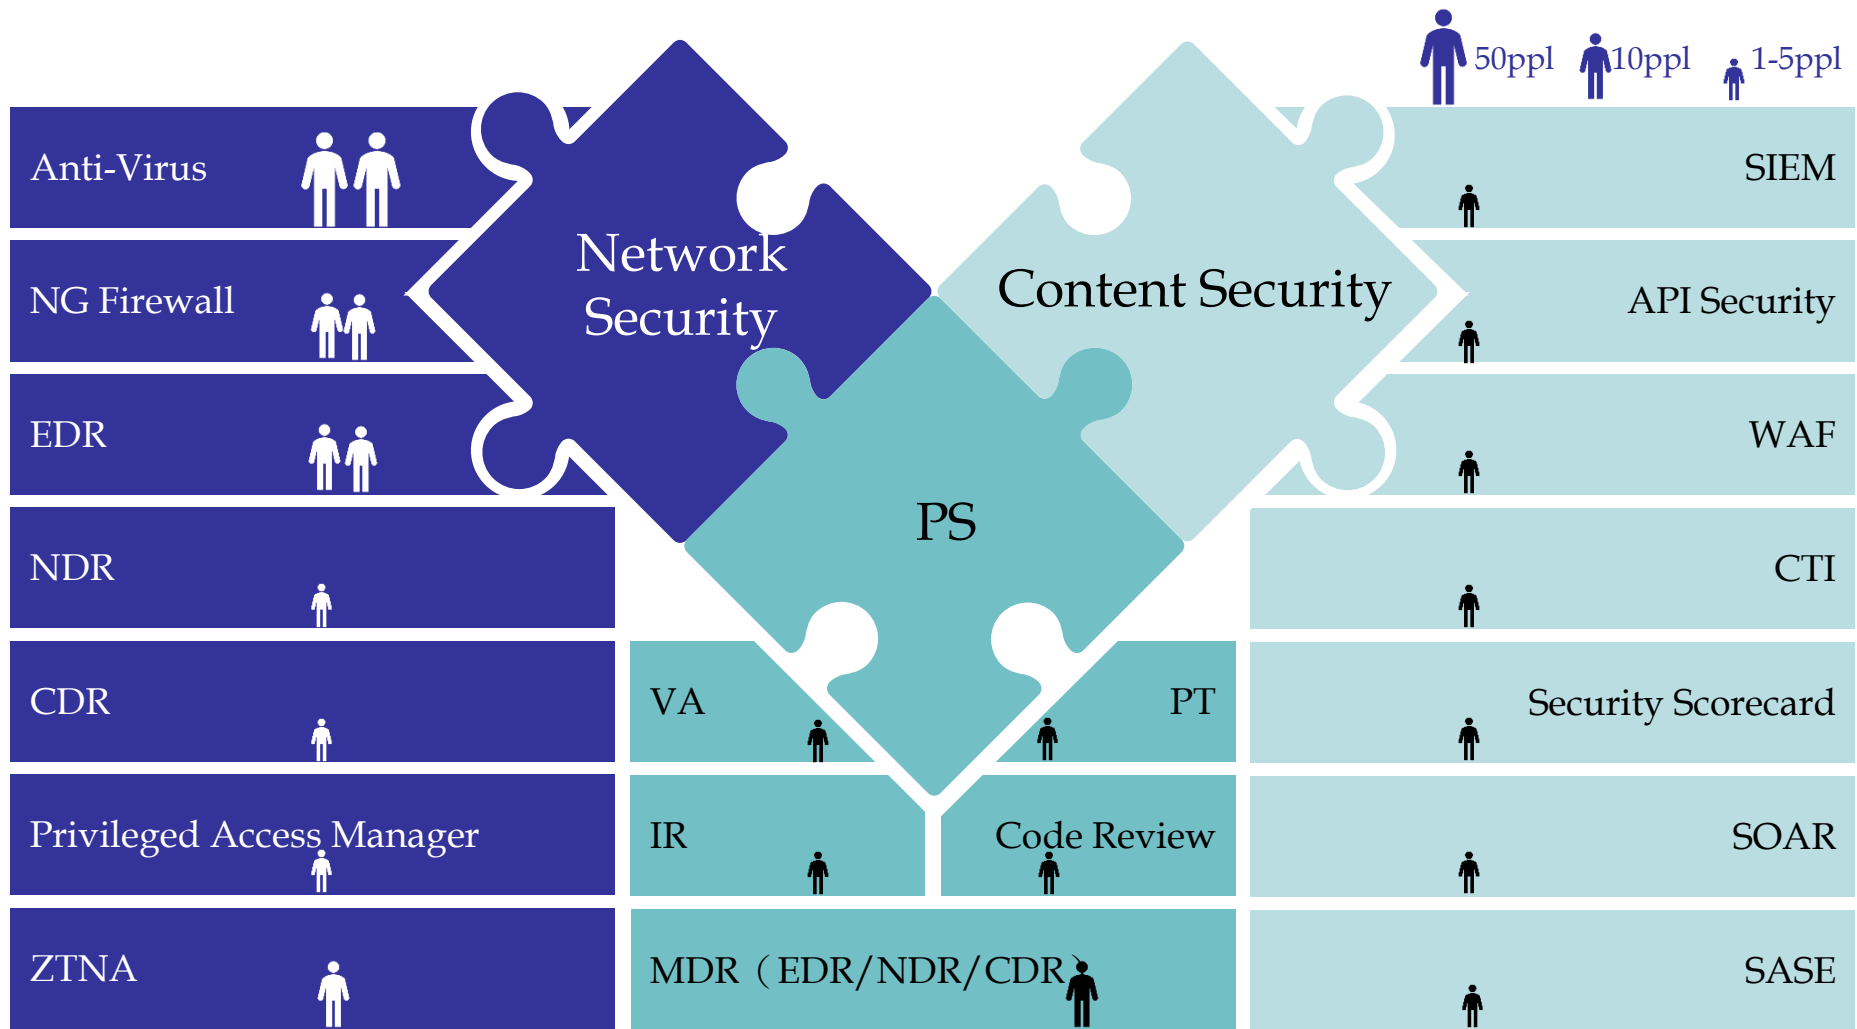 50ppl
10ppl
1-5ppl
Anti-Virus
NG Firewall
EDR
NDR
CDR
Privileged Access Manager
ZTNA
Network
Security
Content Security
PS
VA
PT
IR
Code Review
MDR（EDR/NDR/CDR）
SIEM
API Security
WAF
CTI
Security Scorecard
SOAR
SASE